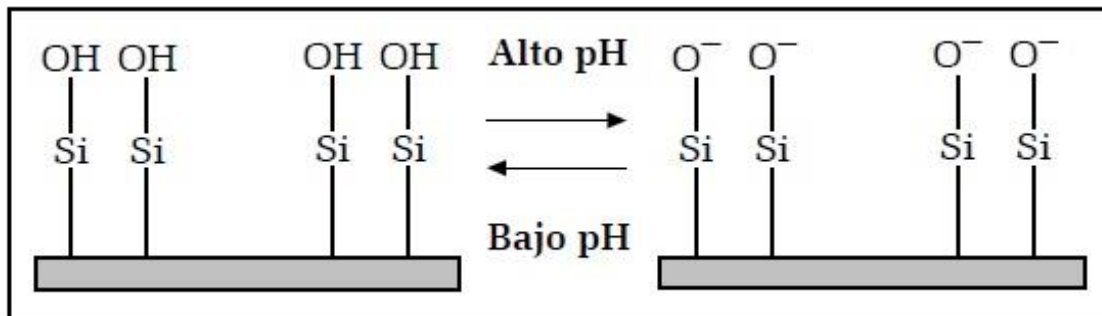 OH OH OH OH Alto pH O⁻ O⁻ O⁻ O⁻
Si Si Si Si Si Si Si Si
Bajo pH